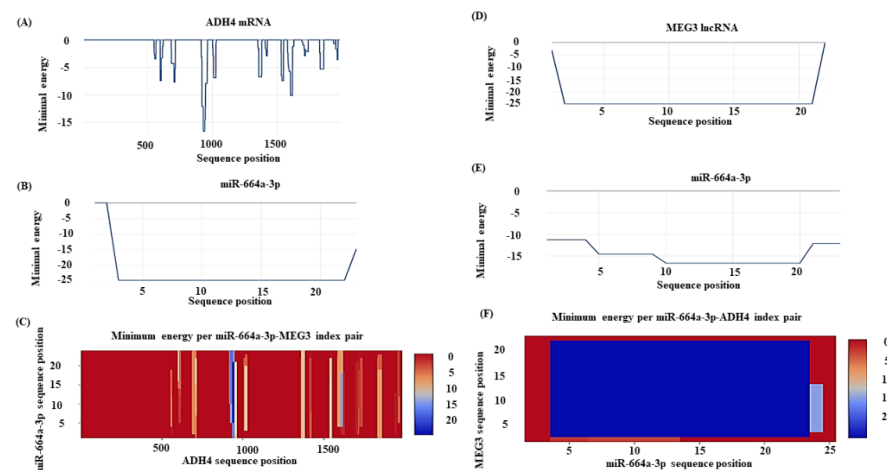 (A)
ADH4 mRNA
Minimal energy
0
-5
-10
-15
500
1000
1500
Sequence position
(B)
miR-664a-3p
Minimal energy
0
-5
-10
-15
-20
-25
5
10
15
20
Sequence position
(C)
Minimum energy per miR-664a-3p-MEG3 index pair
miR-664a-3p sequence position
20
15
10
5
500
1000
1500
ADH4 sequence position
0
5
10
15
20
(D)
MEG3 lncRNA
Minimal energy
0
-5
-10
-15
-20
-25
5
10
15
20
Sequence position
(E)
miR-664a-3p
Minimal energy
0
-5
-10
-15
5
10
15
20
Sequence position
(F)
Minimum energy per miR-664a-3p-ADH4 index pair
MEG3 sequence position
20
15
10
5
5
10
15
20
25
miR-664a-3p sequence position
0
-5